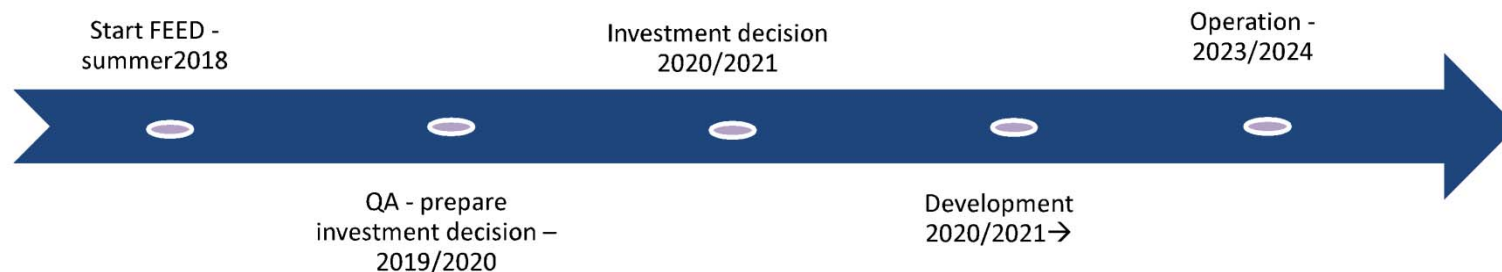 Start FEED -
summer2018
QA - prepare
investment decision –
2019/2020
Investment decision
2020/2021
Development
2020/2021→
Operation -
2023/2024